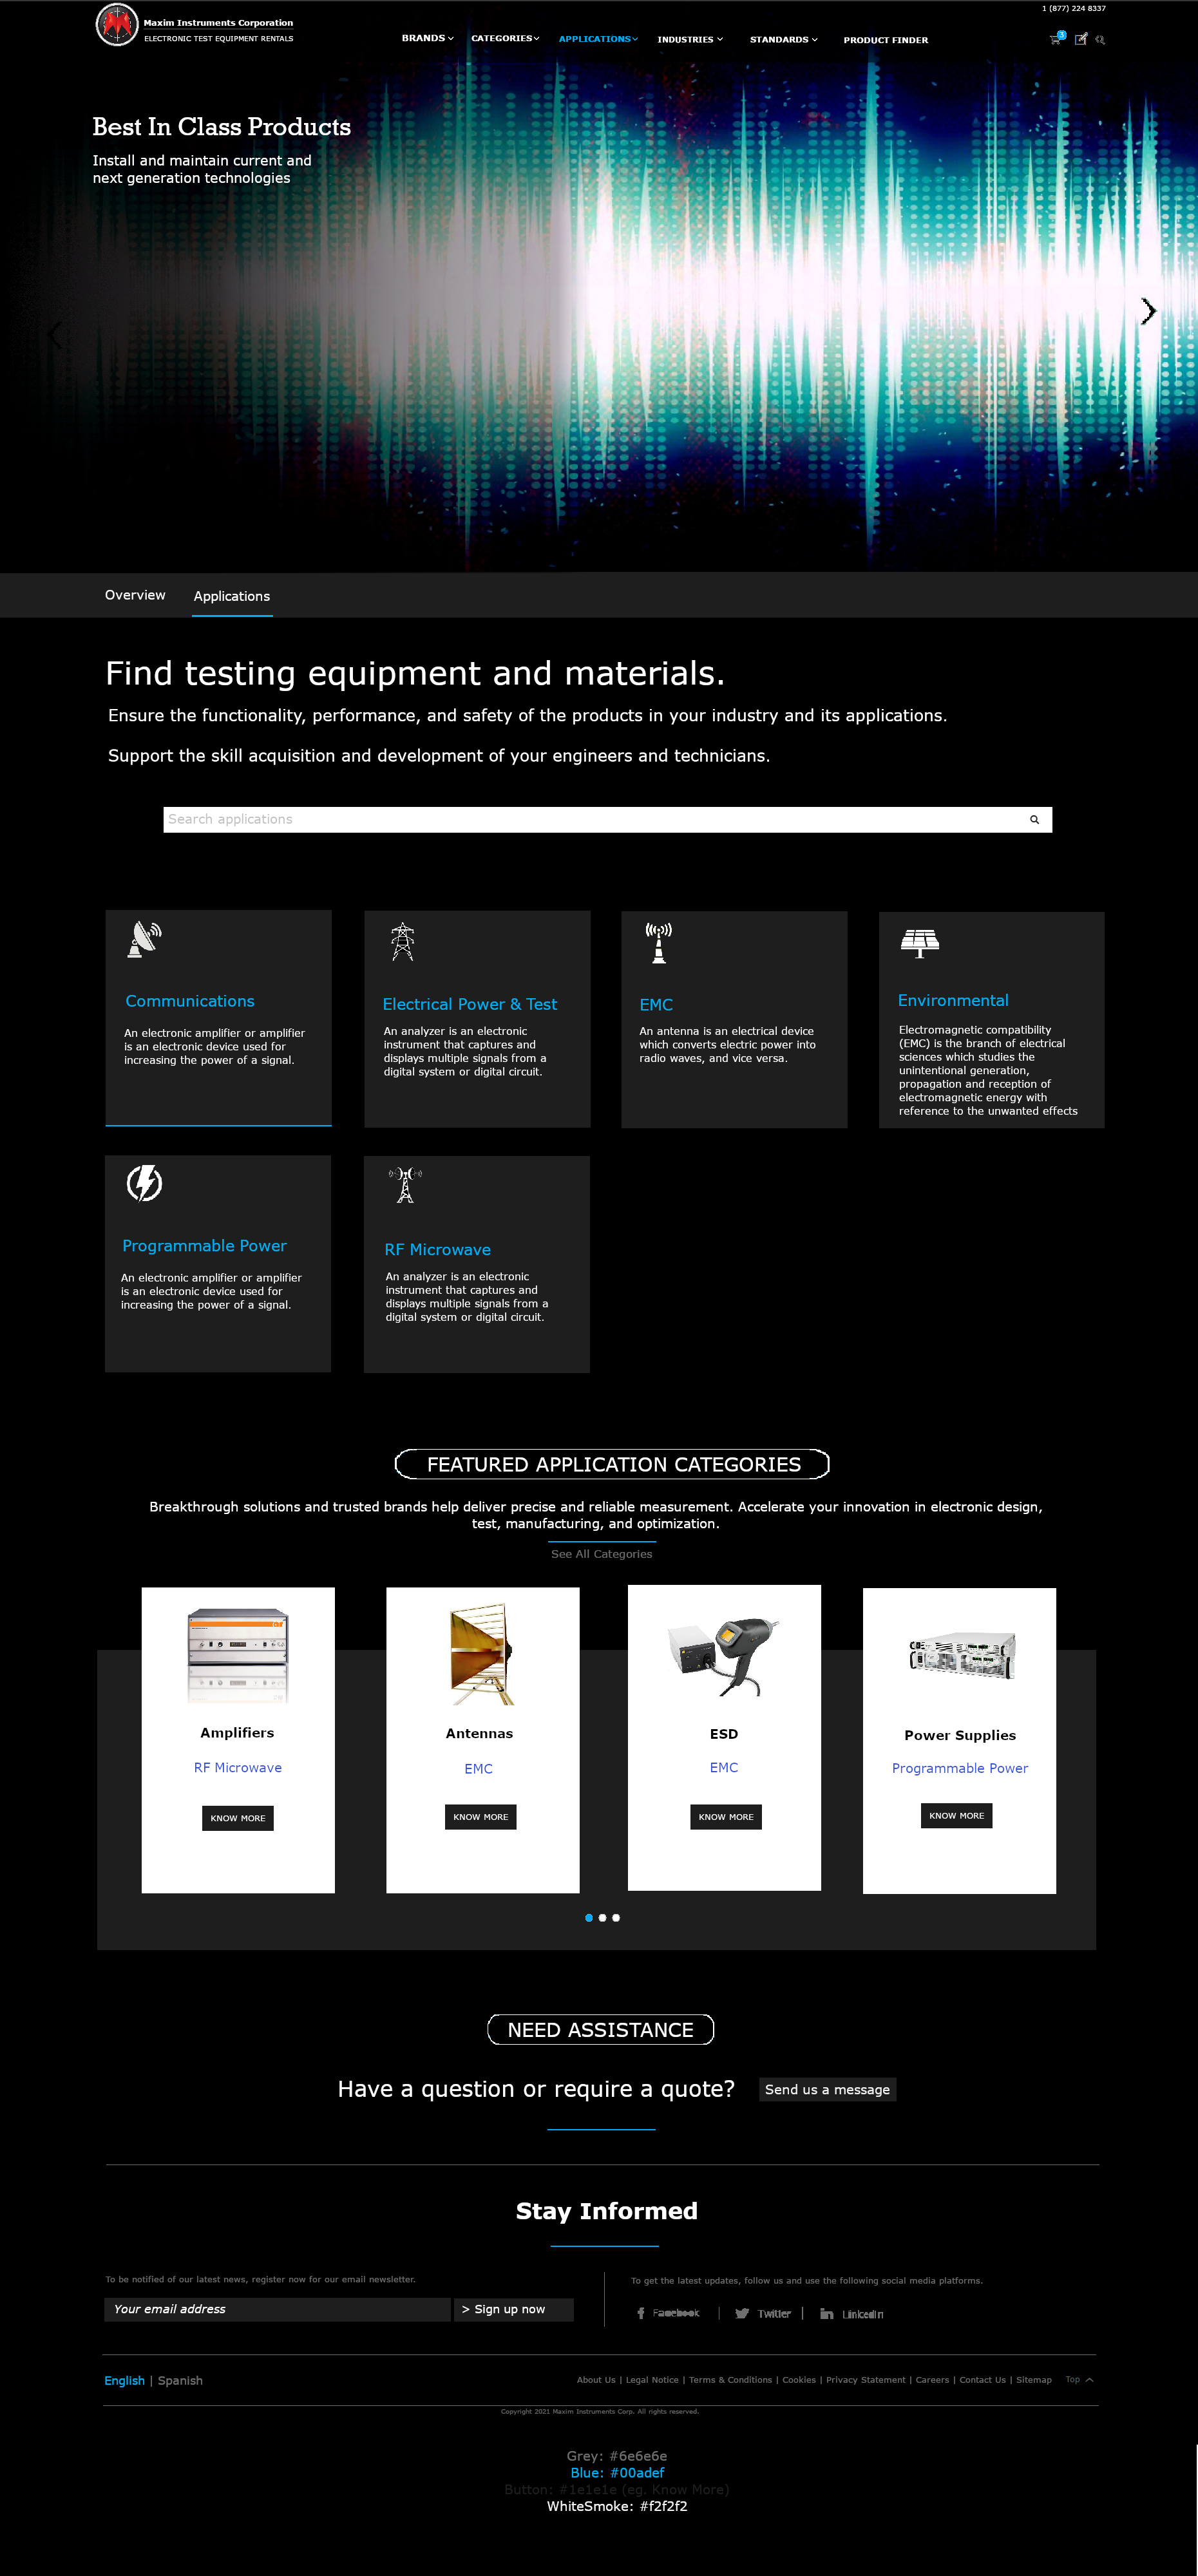 1 (877) 224 8337
Maxim Instruments Corporation
ELECTRONIC TEST EQUIPMENT RENTALS
BRANDS CATEGORIES APPLICATIONS INDUSTRIES STANDARDS PRODUCT FINDER
3
Best In Class Products
Install and maintain current and
next generation technologies
Overview Applications
Find testing equipment and materials.
Ensure the functionality, performance, and safety of the products in your industry and its applications.
Support the skill acquisition and development of your engineers and technicians.
Search applications
Communications
An electronic amplifier or amplifier
is an electronic device used for
increasing the power of a signal.
Electrical Power & Test
An analyzer is an electronic
instrument that captures and
displays multiple signals from a
digital system or digital circuit.
EMC
An antenna is an electrical device
which converts electric power into
radio waves, and vice versa.
Environmental
Electromagnetic compatibility
(EMC) is the branch of electrical
sciences which studies the
unintentional generation,
propagation and reception of
electromagnetic energy with
reference to the unwanted effects
Programmable Power
An electronic amplifier or amplifier
is an electronic device used for
increasing the power of a signal.
RF Microwave
An analyzer is an electronic
instrument that captures and
displays multiple signals from a
digital system or digital circuit.
FEATURED APPLICATION CATEGORIES
Breakthrough solutions and trusted brands help deliver precise and reliable measurement. Accelerate your innovation in electronic design,
test, manufacturing, and optimization.
See All Categories
Amplifiers
RF Microwave
KNOW MORE
Antennas
EMC
KNOW MORE
ESD
EMC
KNOW MORE
Power Supplies
Programmable Power
KNOW MORE
NEED ASSISTANCE
Have a question or require a quote? Send us a message
Stay Informed
To be notified of our latest news, register now for our email newsletter.
Your email address > Sign up now
To get the latest updates, follow us and use the following social media platforms.
Facebook | Twitter | LinkedIn
English | Spanish
About Us | Legal Notice | Terms & Conditions | Cookies | Privacy Statement | Careers | Contact Us | Sitemap Top
Copyright 2021 Maxim Instruments Corp. All rights reserved.
Grey: #6e6e6e
Blue: #00adef
Button: #1e1e1e (eg. Know More)
WhiteSmoke: #f2f2f2